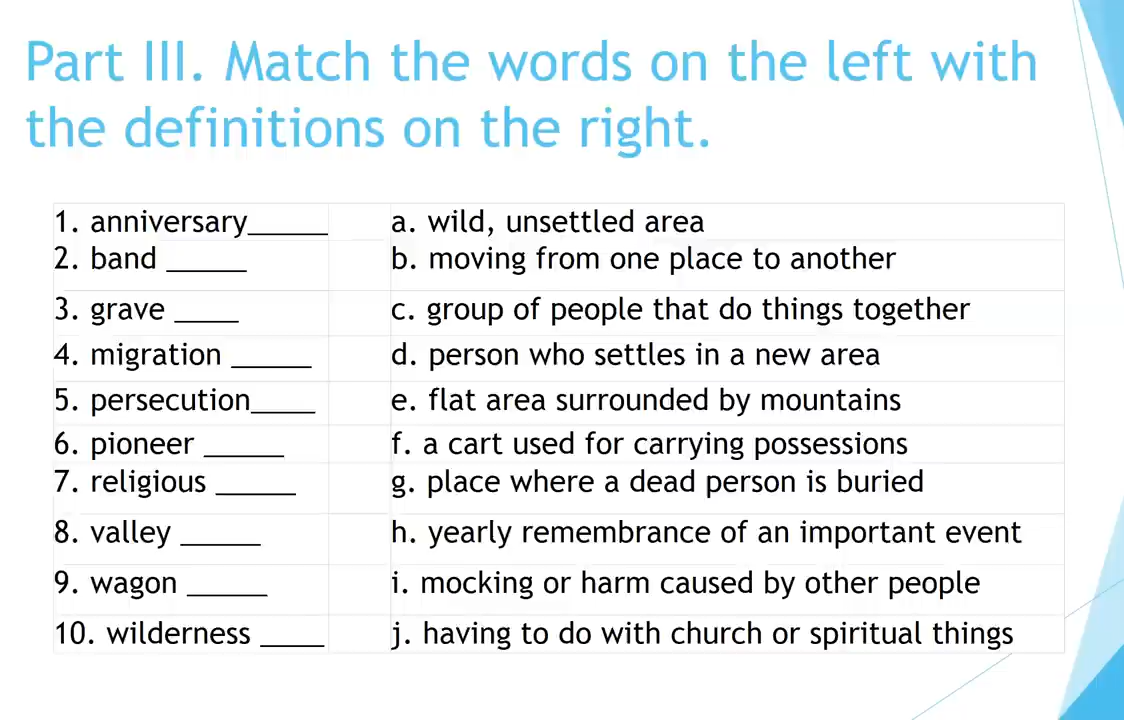 Part III. Match the words on the left with
the definitions on the right.
1. anniversary_____ a. wild, unsettled area
2. band _____ b. moving from one place to another
3. grave ____ c. group of people that do things together
4. migration _____ d. person who settles in a new area
5. persecution____ e. flat area surrounded by mountains
6. pioneer _____ f. a cart used for carrying possessions
7. religious _____ g. place where a dead person is buried
8. valley _____ h. yearly remembrance of an important event
9. wagon _____ i. mocking or harm caused by other people
10. wilderness ____ j. having to do with church or spiritual things